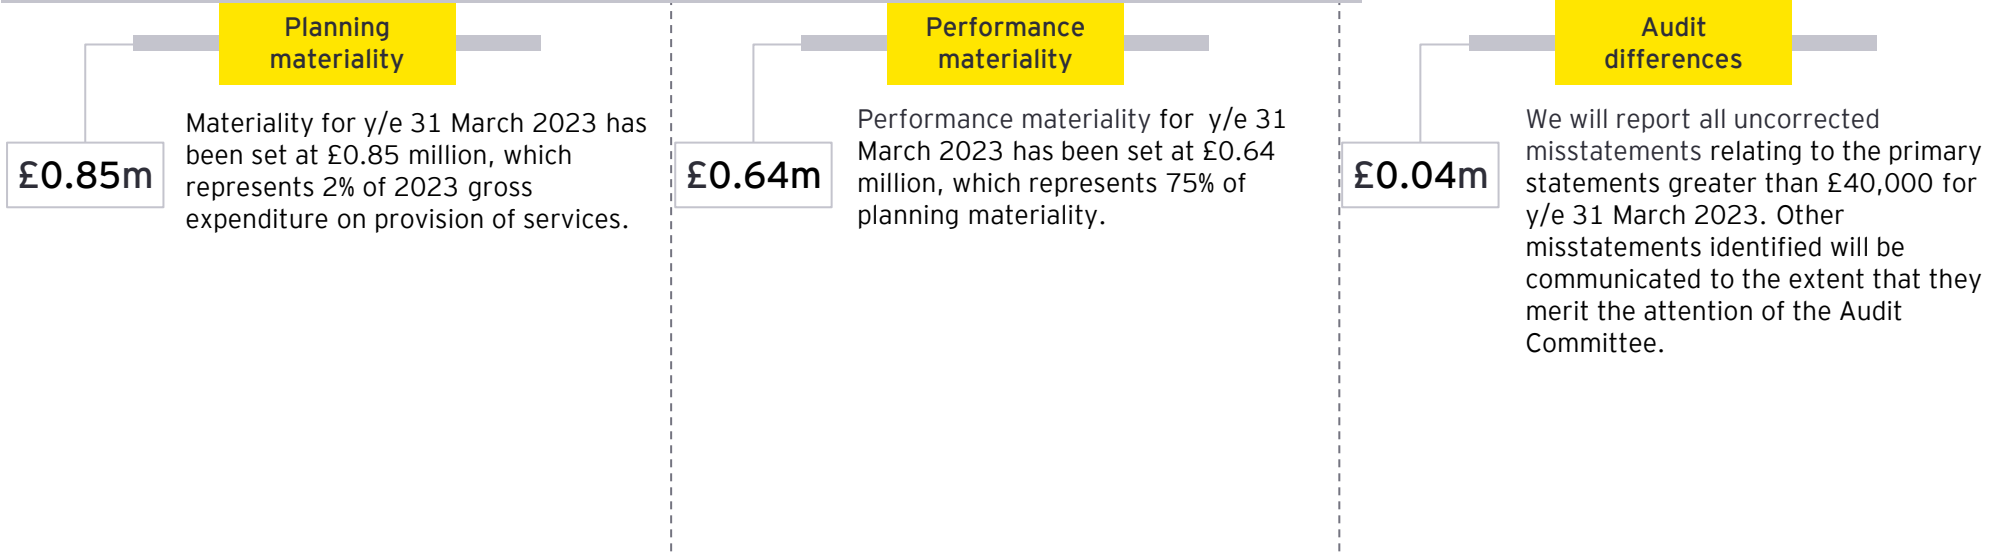 Planning
materiality
£0.85m
Materiality for y/e 31 March 2023 has
been set at £0.85 million, which
represents 2% of 2023 gross
expenditure on provision of services.
Performance
materiality
£0.64m
Performance materiality for y/e 31
March 2023 has been set at £0.64
million, which represents 75% of
planning materiality.
Audit
differences
£0.04m
We will report all uncorrected
misstatements relating to the primary
statements greater than £40,000 for
y/e 31 March 2023. Other
misstatements identified will be
communicated to the extent that they
merit the attention of the Audit
Committee.